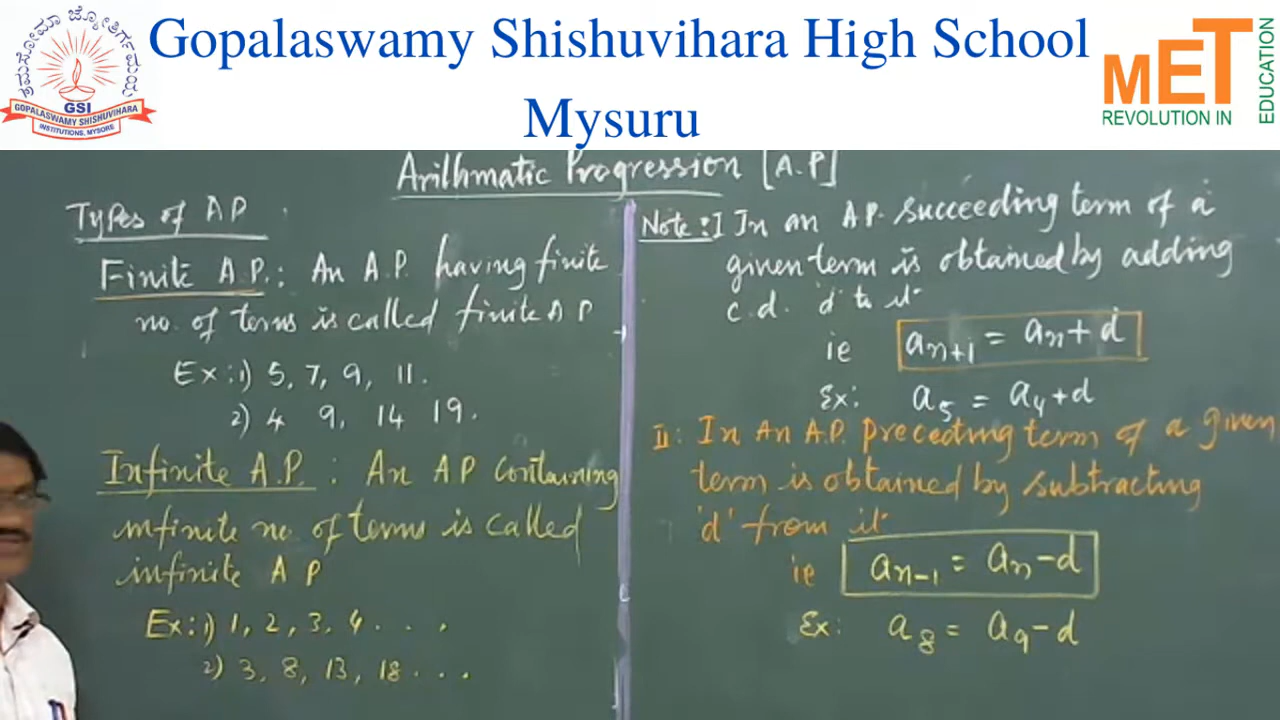 Gopalaswamy Shishuvihara High School
Mysuru
GSI
GOPALASWAMY SHISHUVIHARA
INSTITUTIONS, MYSORE
MET
REVOLUTION IN
EDUCATION
Arithmatic Progression [A.P]
Types of AP
Finite A.P.: An A.P. having finite
no. of terms is called finite AP
Ex: 1) 5, 7, 9, 11.
2) 4 9, 14 19.
Infinite A.P. : An AP containing
infinite no. of terms is called
infinite AP
Ex: 1) 1, 2, 3, 4 . . .
2) 3, 8, 13, 18 . . .
Note: I In an AP. succeeding term of a
given term is obtained by adding
c.d. 'd' to it
ie aₙ₊₁ = aₙ + d
Ex: a₅ = a₄+d
II: In An A.P. preceding term of a given
term is obtained by subtracting
'd' from it
ie aₙ₋₁ = aₙ-d
Ex: a₈ = a₉-d